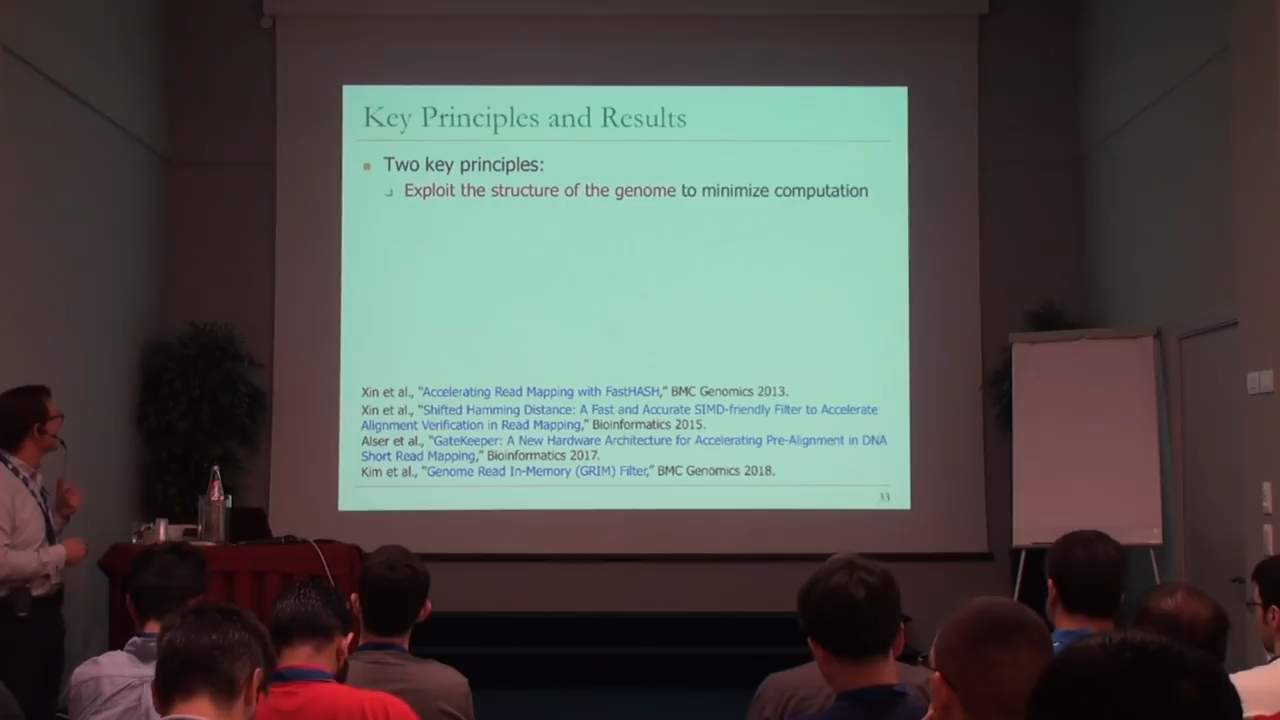 Key Principles and Results
Two key principles:
Exploit the structure of the genome to minimize computation
Xin et al., "Accelerating Read Mapping with FastHASH," BMC Genomics 2013.
Xin et al., "Shifted Hamming Distance: A Fast and Accurate SIMD-friendly Filter to Accelerate
Alignment Verification in Read Mapping," Bioinformatics 2015.
Alser et al., "GateKeeper: A New Hardware Architecture for Accelerating Pre-Alignment in DNA
Short Read Mapping," Bioinformatics 2017.
Kim et al., "Genome Read In-Memory (GRIM) Filter," BMC Genomics 2018.
33